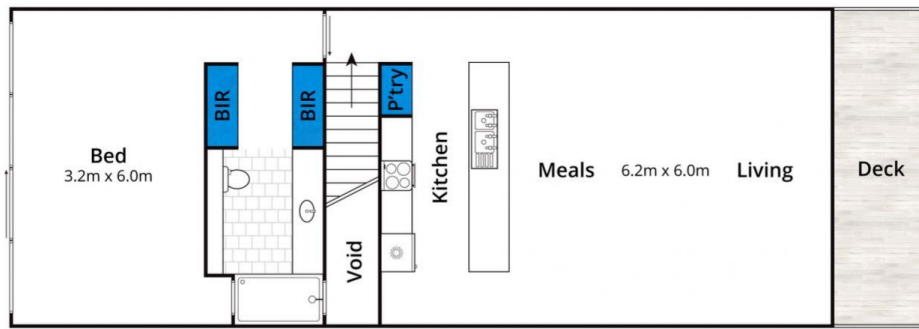 Bed
3.2m x 6.0m
BIR
BIR
P'try
Kitchen
Void
Meals
6.2m x 6.0m
Living
Deck